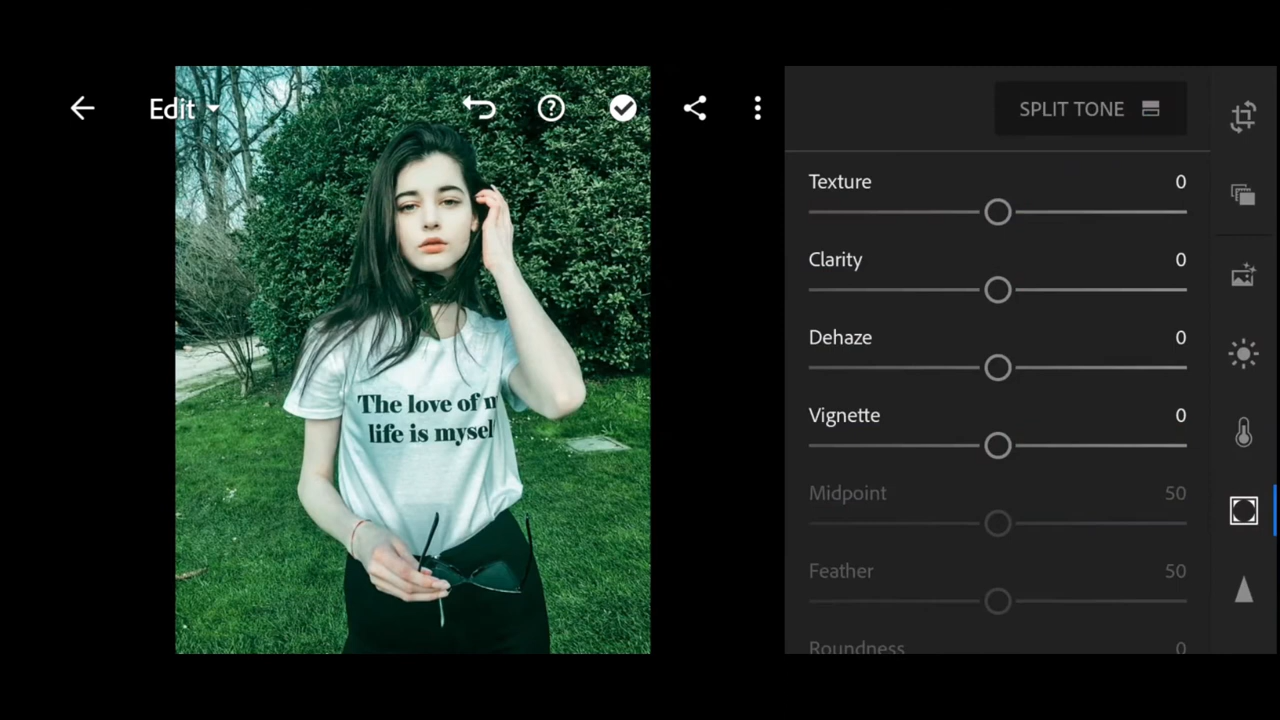 Edit
SPLIT TONE
Texture 0
Clarity 0
Dehaze 0
Vignette 0
Midpoint 50
Feather 50
Roundness 0
The love of m
life is mysel